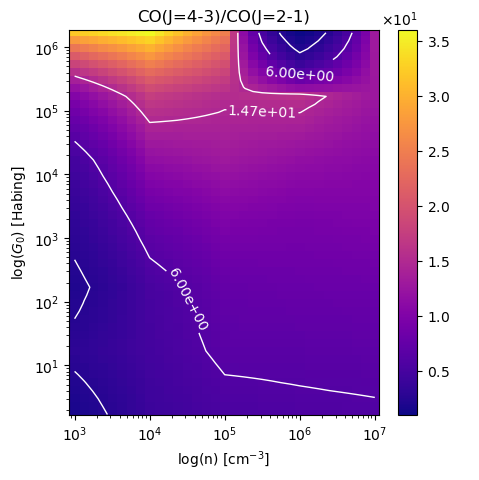 CO(J=4-3)/CO(J=2-1)
×10¹
10⁶
10⁵
10⁴
10³
10²
10¹
log(G₀) [Habing]
6.00e+00
1.47e+01
6.00e+00
3.5
3.0
2.5
2.0
1.5
1.0
0.5
10³ 10⁴ 10⁵ 10⁶ 10⁷
log(n) [cm⁻³]